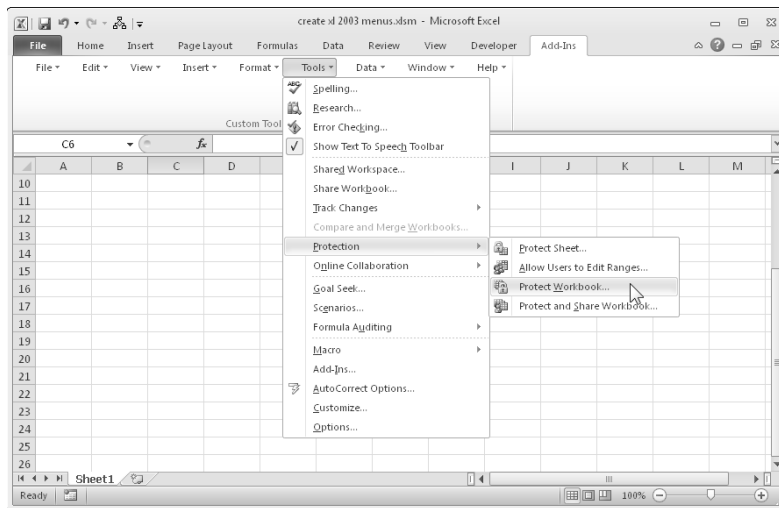 create xl 2003 menus.xlsm - Microsoft Excel
File Home Insert Page Layout Formulas Data Review View Developer Add-Ins
File Edit View Insert Format Tools Data Window Help
Custom Tool
C6 fx
A B C D I J K L M
10
11
12
13
14
15
16
17
18
19
20
21
22
23
24
25
26
ABC Spelling...
Research...
Error Checking...
Show Text To Speech Toolbar
Shared Workspace...
Share Workbook...
Track Changes
Compare and Merge Workbooks...
Protection
Online Collaboration
Goal Seek...
Scenarios...
Formula Auditing
Macro
Add-Ins...
AutoCorrect Options...
Customize...
Options...
Protect Sheet...
Allow Users to Edit Ranges...
Protect Workbook...
Protect and Share Workbook...
Sheet1
Ready 100%